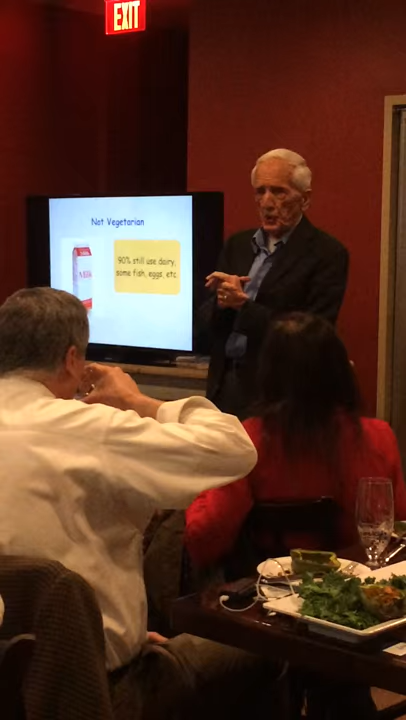 EXIT
Not Vegetarian
Milk
90% still use dairy,
some fish, eggs, etc.